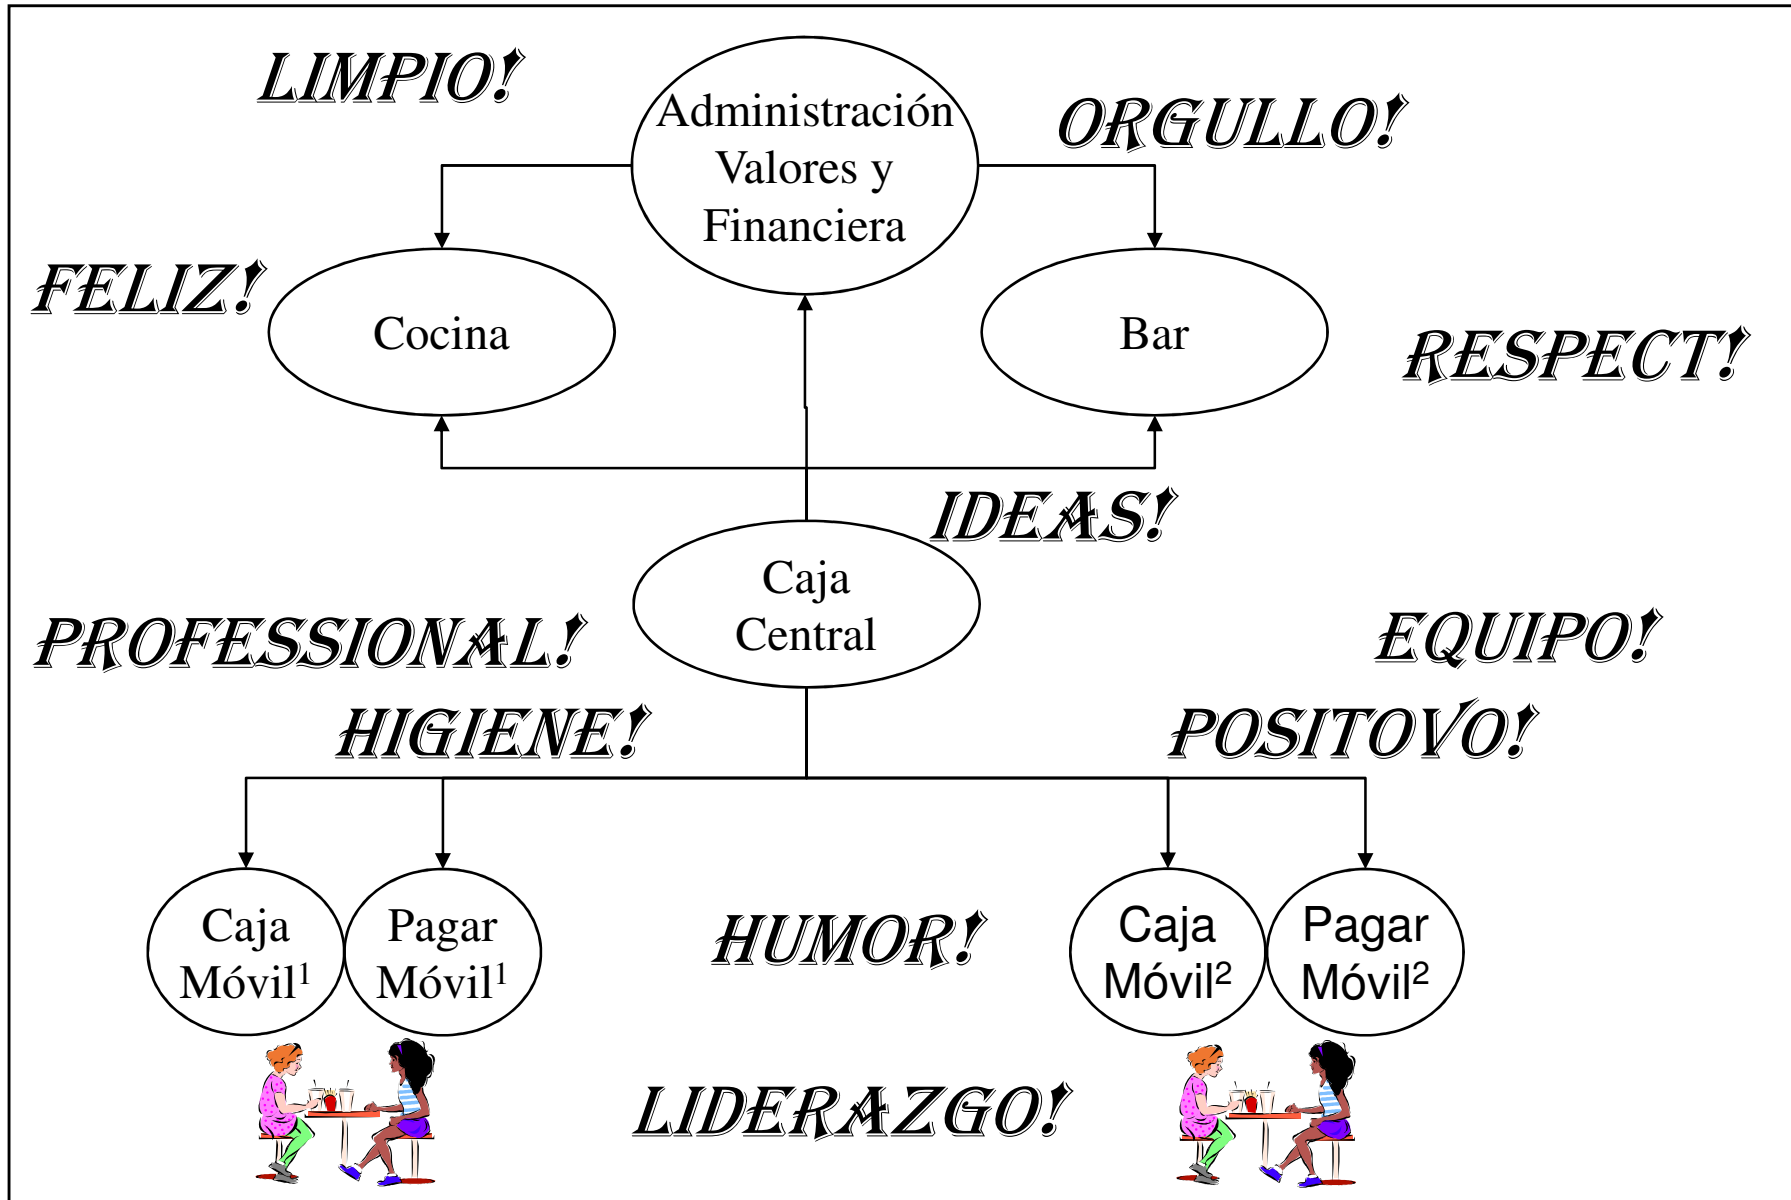 LIMPIO!
ORGULLO!
Administración
Valores y
Financiera
FELIZ!
Cocina
Bar
RESPECT!
IDEAS!
Caja
Central
PROFESSIONAL!
EQUIPO!
HIGIENE!
POSITOVO!
Caja
Móvil¹
Pagar
Móvil¹
HUMOR!
Caja
Móvil²
Pagar
Móvil²
LIDERAZGO!